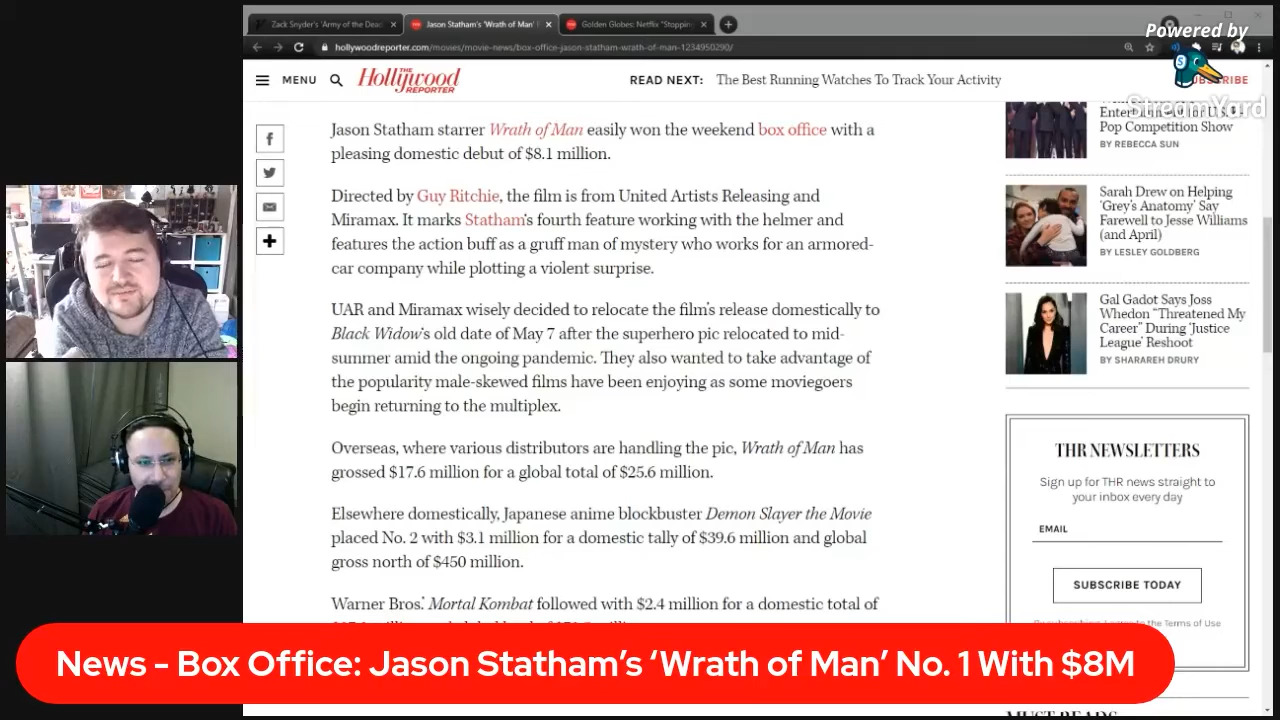 Zack Snyder's 'Army of the Dead
Jason Statham's 'Wrath of Man'
Golden Globes: Netflix "Stopping
hollywoodreporter.com/movies/movie-news/box-office-jason-statham-wrath-of-man-1234950290/
Powered by
StreamYard
MENU
THE
Hollywood
REPORTER
READ NEXT: The Best Running Watches To Track Your Activity
SUBSCRIBE
Jason Statham starrer Wrath of Man easily won the weekend box office with a
pleasing domestic debut of $8.1 million.
Directed by Guy Ritchie, the film is from United Artists Releasing and
Miramax. It marks Statham's fourth feature working with the helmer and
features the action buff as a gruff man of mystery who works for an armored-
car company while plotting a violent surprise.
UAR and Miramax wisely decided to relocate the film's release domestically to
Black Widow's old date of May 7 after the superhero pic relocated to mid-
summer amid the ongoing pandemic. They also wanted to take advantage of
the popularity male-skewed films have been enjoying as some moviegoers
begin returning to the multiplex.
Overseas, where various distributors are handling the pic, Wrath of Man has
grossed $17.6 million for a global total of $25.6 million.
Elsewhere domestically, Japanese anime blockbuster Demon Slayer the Movie
placed No. 2 with $3.1 million for a domestic tally of $39.6 million and global
gross north of $450 million.
Warner Bros.' Mortal Kombat followed with $2.4 million for a domestic total of
Entertainment for U.S. K-
Pop Competition Show
BY REBECCA SUN
Sarah Drew on Helping
'Grey's Anatomy' Say
Farewell to Jesse Williams
(and April)
BY LESLEY GOLDBERG
Gal Gadot Says Joss
Whedon "Threatened My
Career" During 'Justice
League' Reshoot
BY SHARAREH DRURY
THR NEWSLETTERS
Sign up for THR news straight to
your inbox every day
EMAIL
SUBSCRIBE TODAY
the Terms of Use
News - Box Office: Jason Statham's 'Wrath of Man' No. 1 With $8M
MUST READS